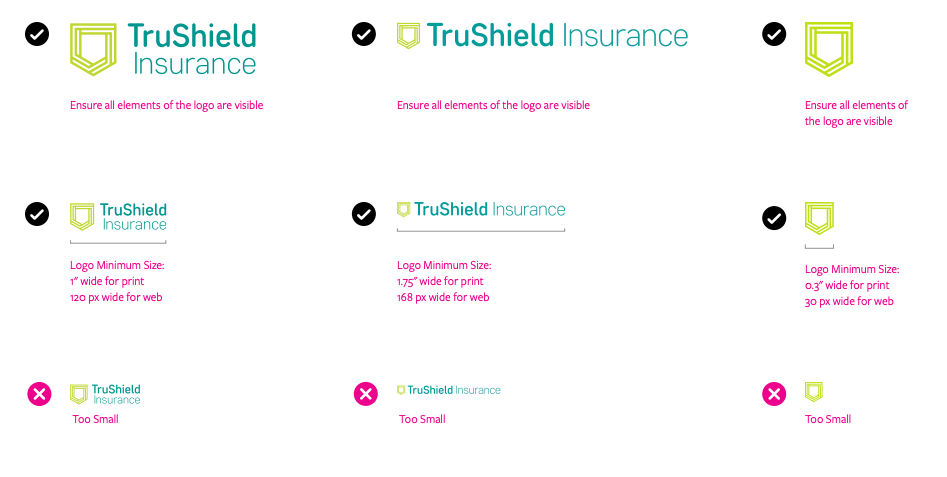 TruShield
Insurance
Ensure all elements of the logo are visible
TruShield Insurance
Ensure all elements of the logo are visible
Ensure all elements of
the logo are visible
TruShield
Insurance
Logo Minimum Size:
1" wide for print
120 px wide for web
TruShield Insurance
Logo Minimum Size:
1.75" wide for print
168 px wide for web
Logo Minimum Size:
0.3" wide for print
30 px wide for web
TruShield
Insurance
Too Small
TruShield Insurance
Too Small
Too Small